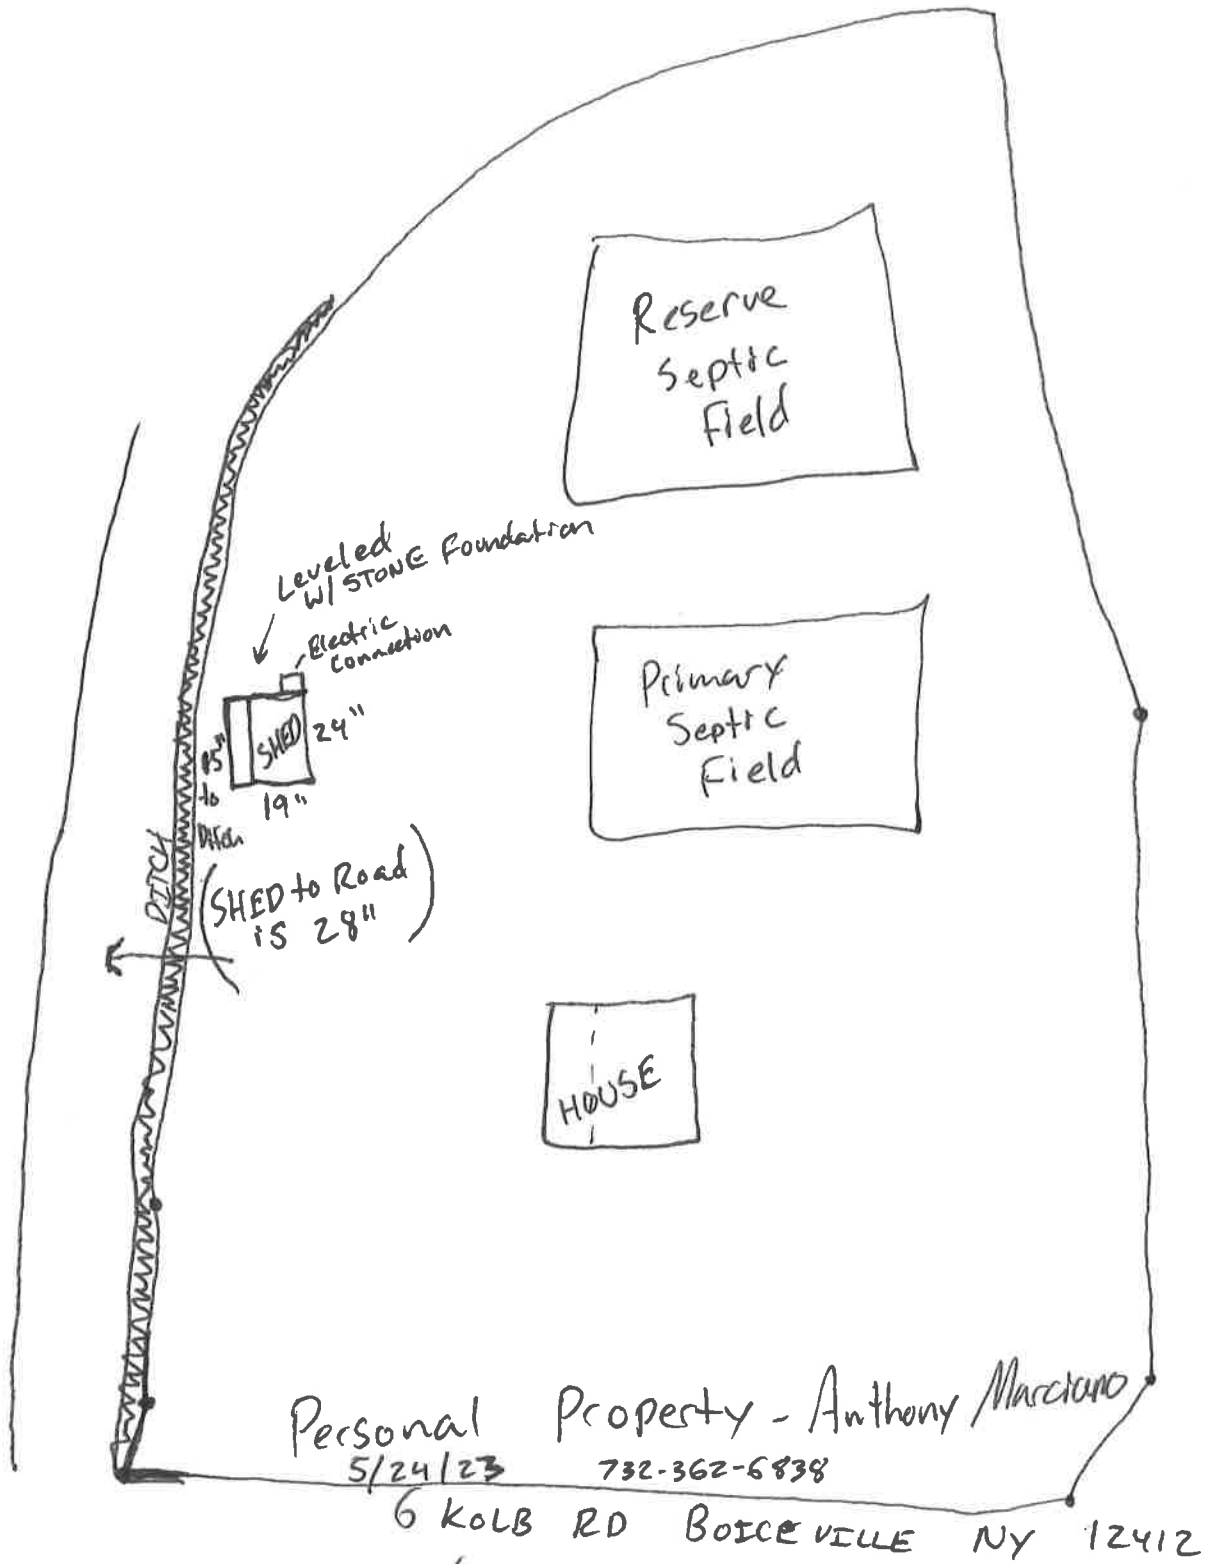 Reserve
Septic
Field
Leveled
W/ STONE Foundation
Electric
Connection
SHED
24"
15"
to
Ditch
19"
DITCH
(SHED to Road
is 28")
Primary
Septic
Field
HOUSE
Personal Property - Anthony Marciano
5/24/23 732-362-6838
6 KOLB RD BOICEVILLE NY 12412